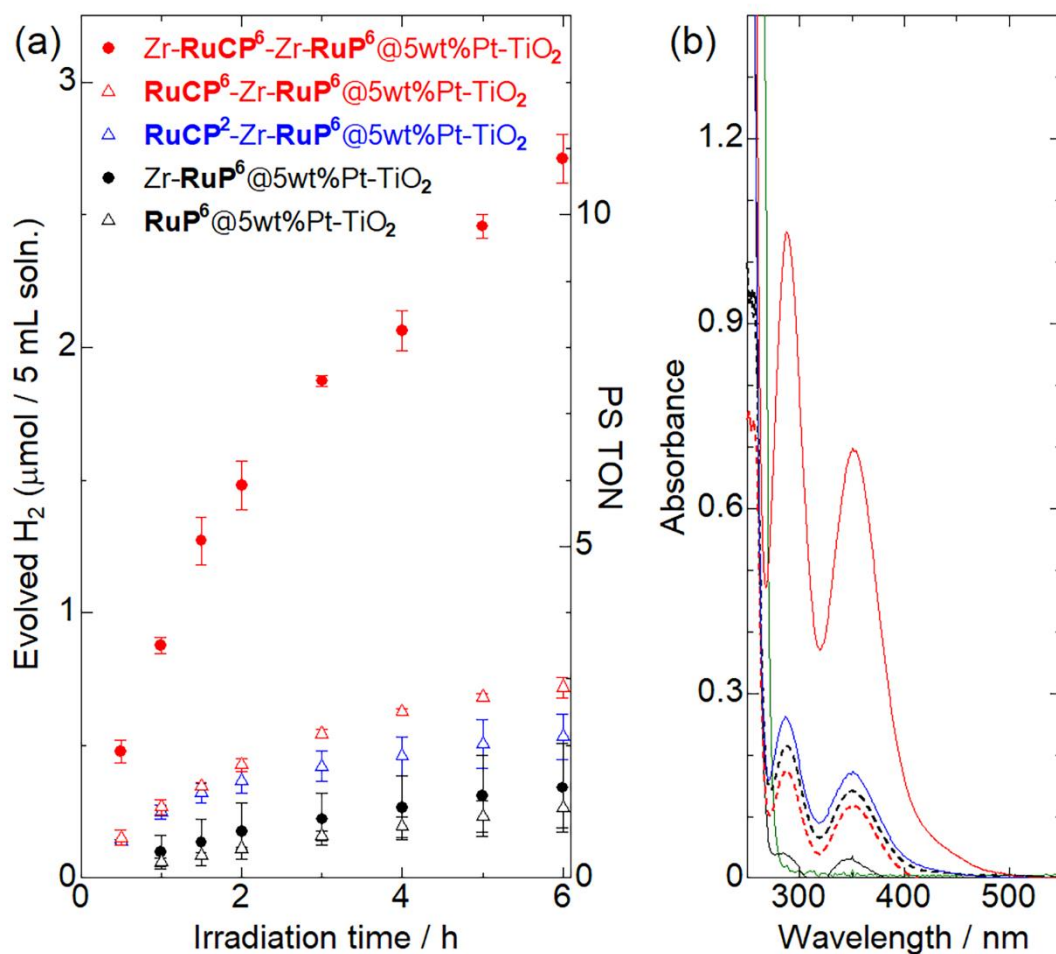 (a)
Zr-RuCP⁶-Zr-RuP⁶@5wt%Pt-TiO₂
RuCP⁶-Zr-RuP⁶@5wt%Pt-TiO₂
RuCP²-Zr-RuP⁶@5wt%Pt-TiO₂
Zr-RuP⁶@5wt%Pt-TiO₂
RuP⁶@5wt%Pt-TiO₂
Evolved H₂ (μmol / 5 mL soln.)
3
2
1
0
0
2
4
6
Irradiation time / h
10
5
0
PS TON
(b)
Absorbance
1.2
0.9
0.6
0.3
0
300
400
500
Wavelength / nm